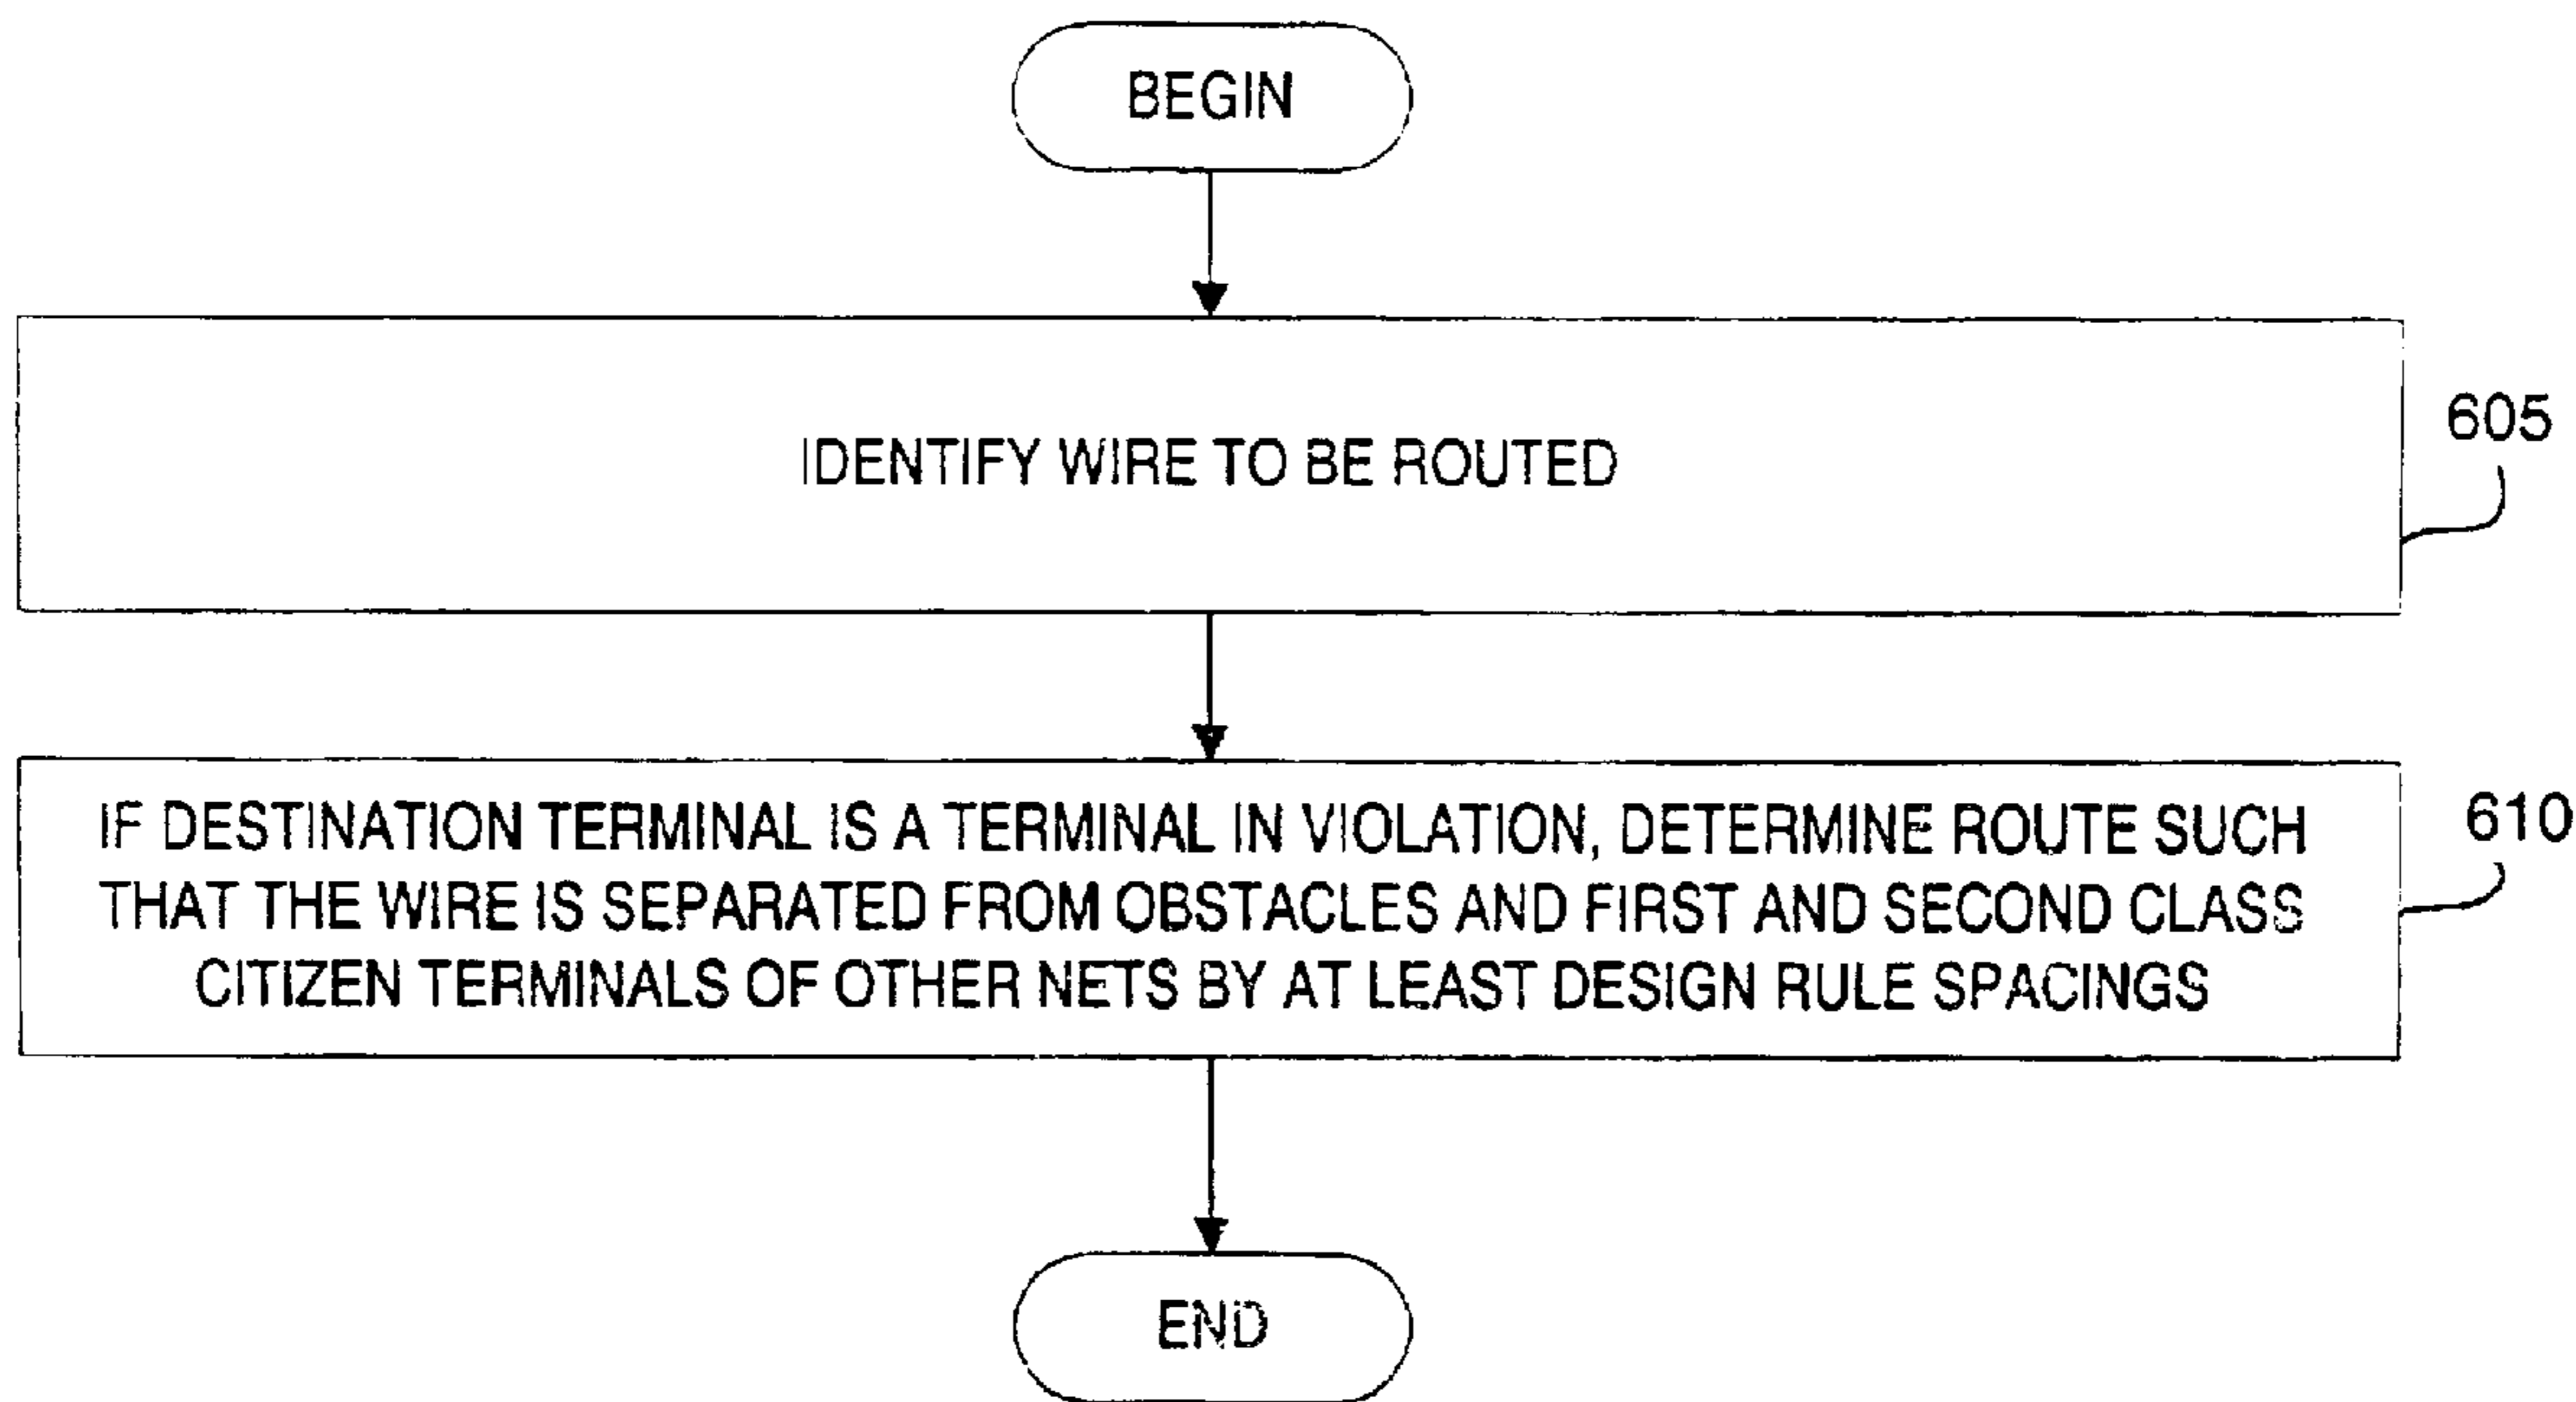 BEGIN
IDENTIFY WIRE TO BE ROUTED
605
IF DESTINATION TERMINAL IS A TERMINAL IN VIOLATION, DETERMINE ROUTE SUCH
THAT THE WIRE IS SEPARATED FROM OBSTACLES AND FIRST AND SECOND CLASS
CITIZEN TERMINALS OF OTHER NETS BY AT LEAST DESIGN RULE SPACINGS
610
END